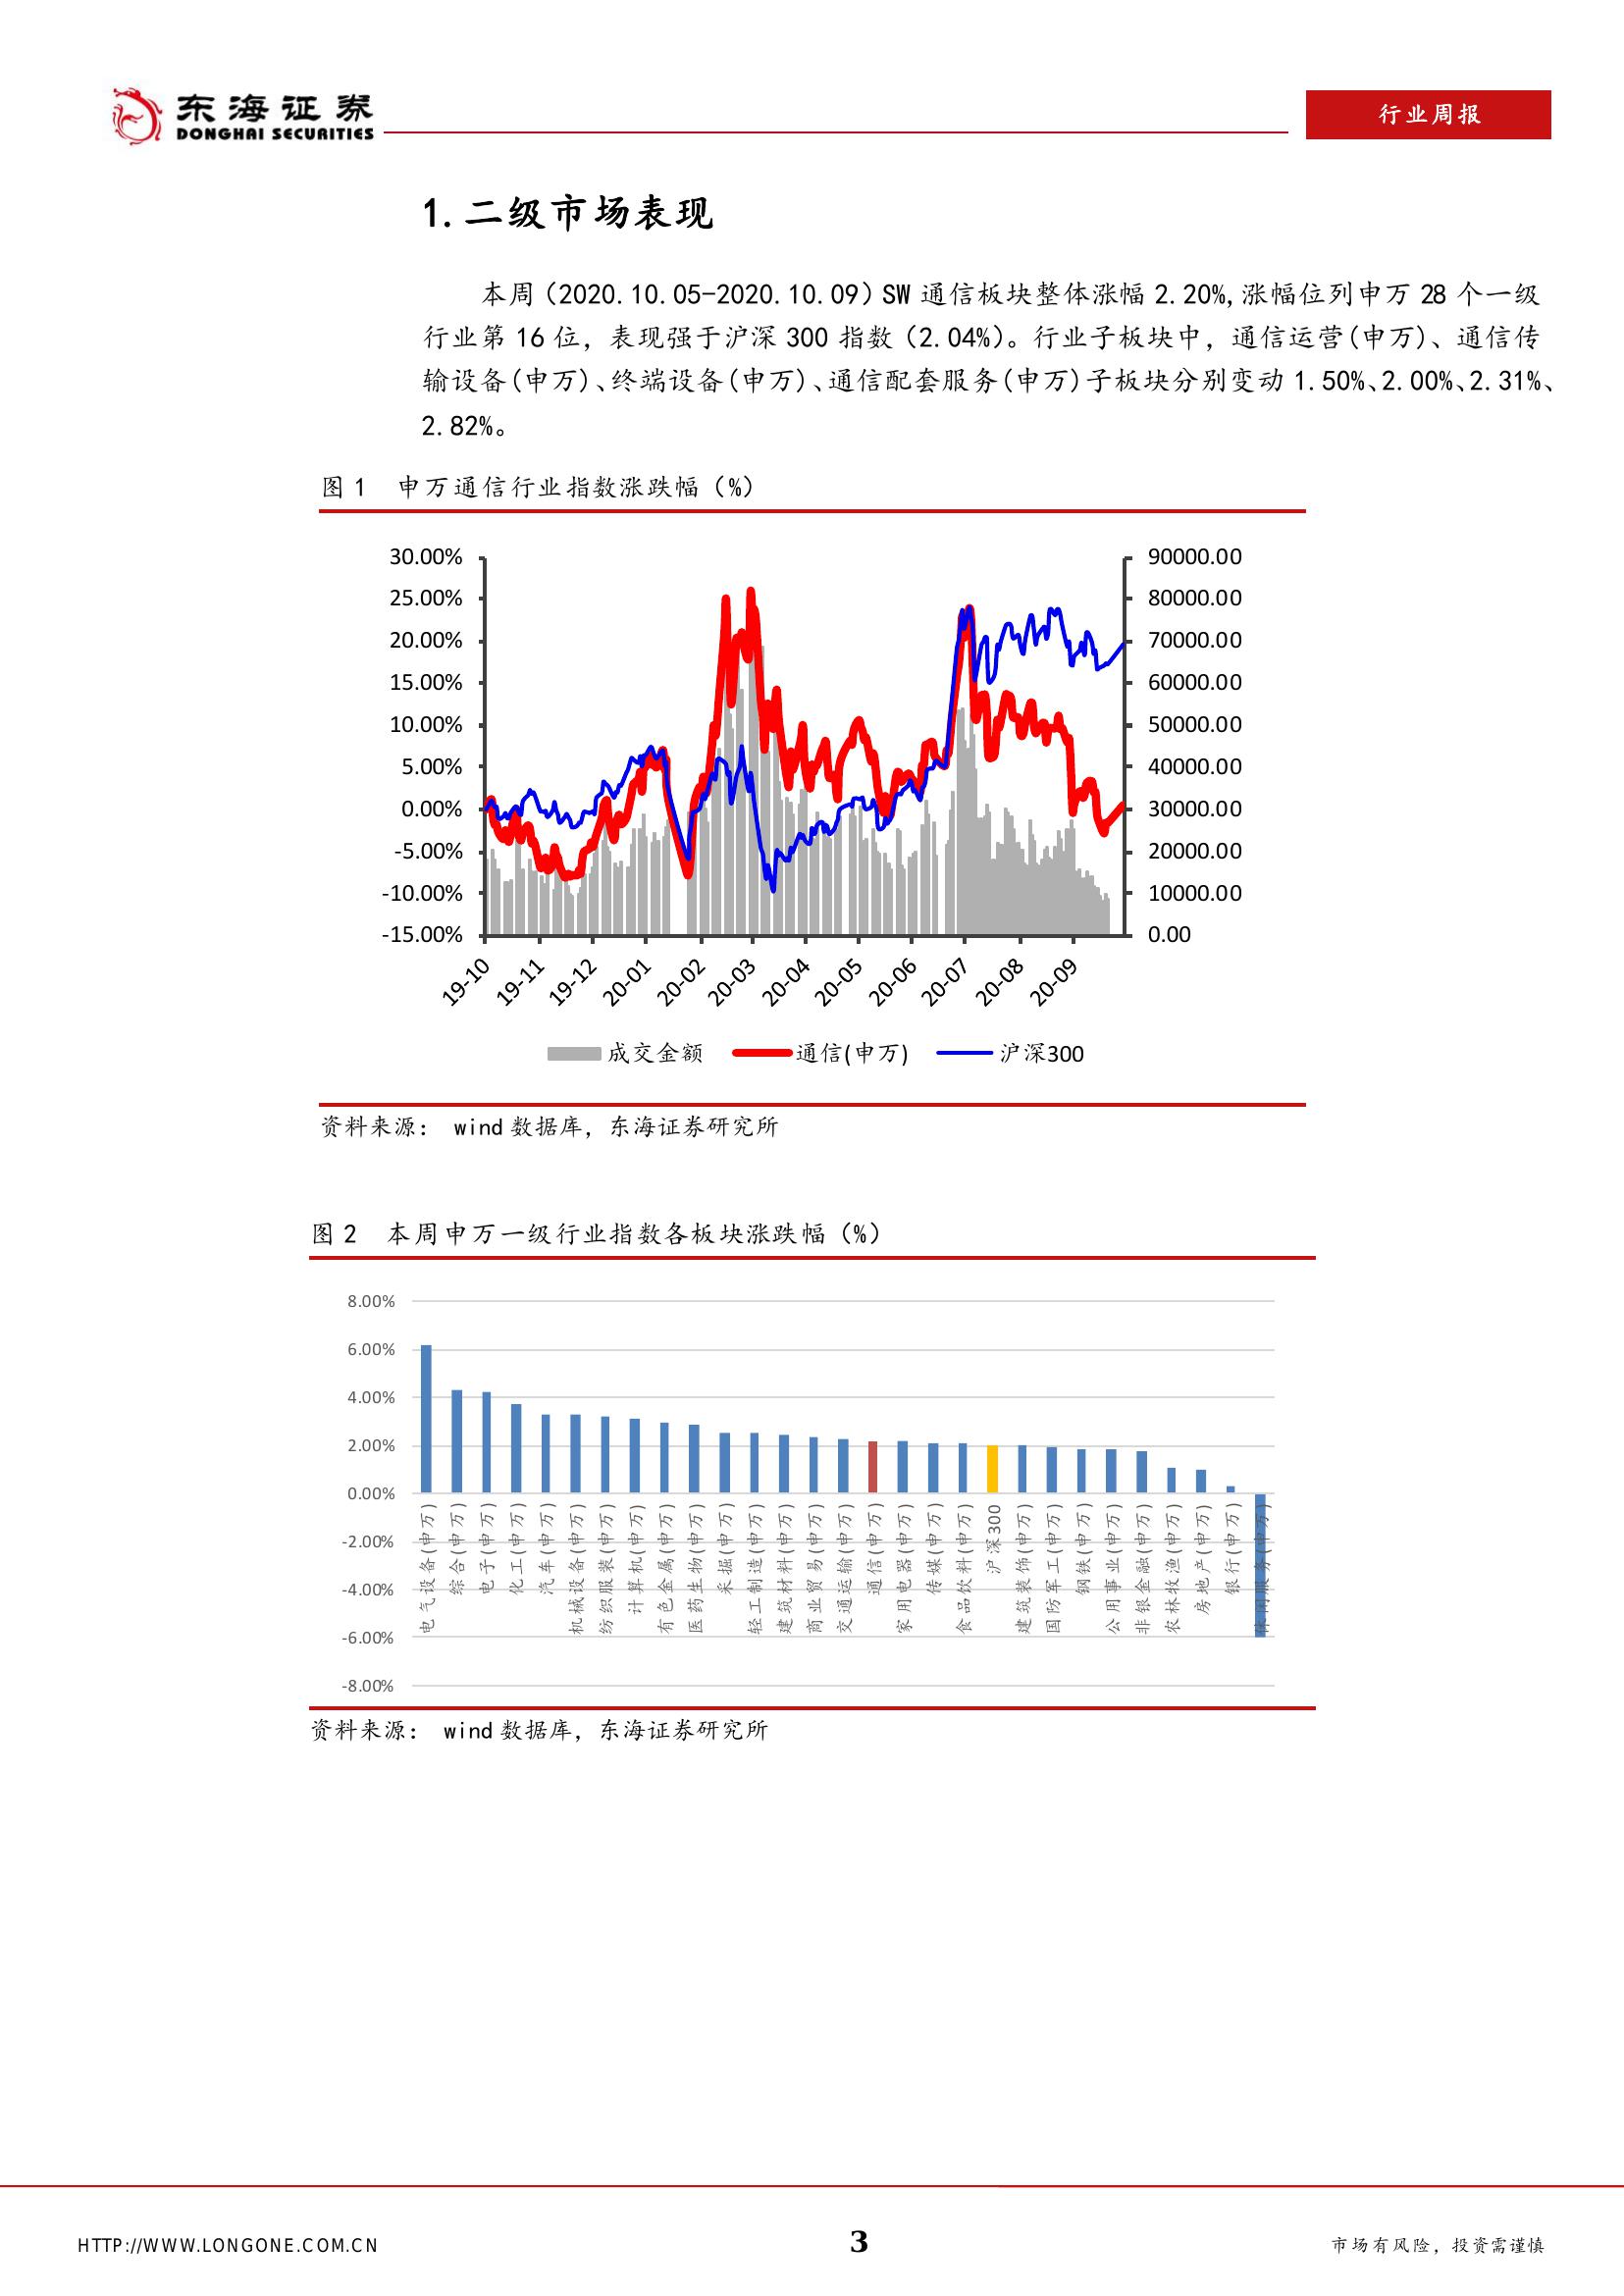 东海证券
DONGHAI SECURITIES
行业周报
1.二级市场表现
本周（2020.10.05-2020.10.09）SW 通信板块整体涨幅 2.20%,涨幅位列申万 28 个一级
行业第 16 位，表现强于沪深 300 指数（2.04%）。行业子板块中，通信运营(申万)、通信传
输设备(申万)、终端设备(申万)、通信配套服务(申万)子板块分别变动 1.50%、2.00%、2.31%、
2.82%。
图 1 申万通信行业指数涨跌幅（%）
30.00%
25.00%
20.00%
15.00%
10.00%
5.00%
0.00%
-5.00%
-10.00%
-15.00%
90000.00
80000.00
70000.00
60000.00
50000.00
40000.00
30000.00
20000.00
10000.00
0.00
19-10
19-11
19-12
20-01
20-02
20-03
20-04
20-05
20-06
20-07
20-08
20-09
成交金额
通信(申万)
沪深300
资料来源： wind 数据库，东海证券研究所
图 2 本周申万一级行业指数各板块涨跌幅（%）
8.00%
6.00%
4.00%
2.00%
0.00%
-2.00%
-4.00%
-6.00%
-8.00%
电气设备(申万)
综合(申万)
电子(申万)
化工(申万)
汽车(申万)
机械设备(申万)
纺织服装(申万)
计算机(申万)
有色金属(申万)
医药生物(申万)
采掘(申万)
轻工制造(申万)
建筑材料(申万)
商业贸易(申万)
交通运输(申万)
通信(申万)
家用电器(申万)
传媒(申万)
食品饮料(申万)
沪深300
建筑装饰(申万)
国防军工(申万)
钢铁(申万)
公用事业(申万)
非银金融(申万)
农林牧渔(申万)
房地产(申万)
银行(申万)
休闲服务(申万)
资料来源： wind 数据库，东海证券研究所
HTTP://WWW.LONGONE.COM.CN
3
市场有风险，投资需谨慎